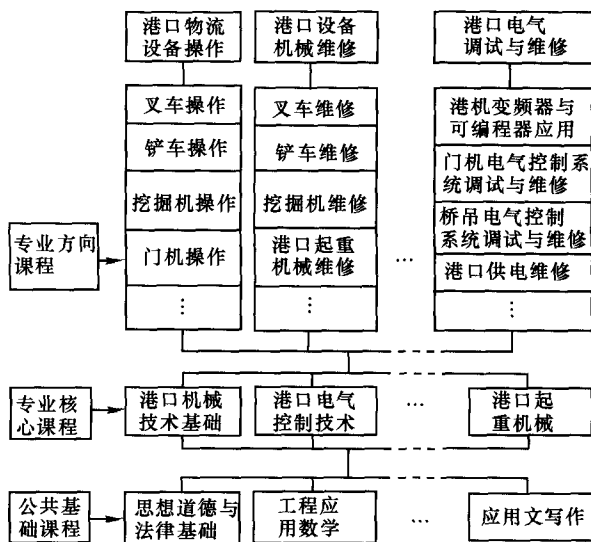 港口物流
设备操作
港口设备
机械维修
港口电气
调试与维修
叉车操作
铲车操作
挖掘机操作
门机操作
⋮
叉车维修
铲车维修
挖掘机维修
港口起重
机械维修
⋮
…
港机变频器与
可编程器应用
门机电气控制系
统调试与维修
桥吊电气控制
系统调试与维修
港口供电维修
⋮
专业方向
课程
专业核
心课程
港口机械
技术基础
港口电气
控制技术
…
港口起
重机械
公共基
础课程
思想道德与
法律基础
工程应
用数学
…
应用文写作